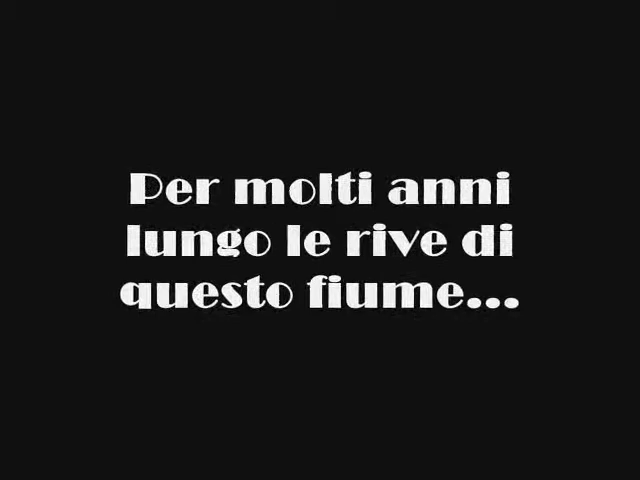 Per molti anni
lungo le rive di
questo fiume...